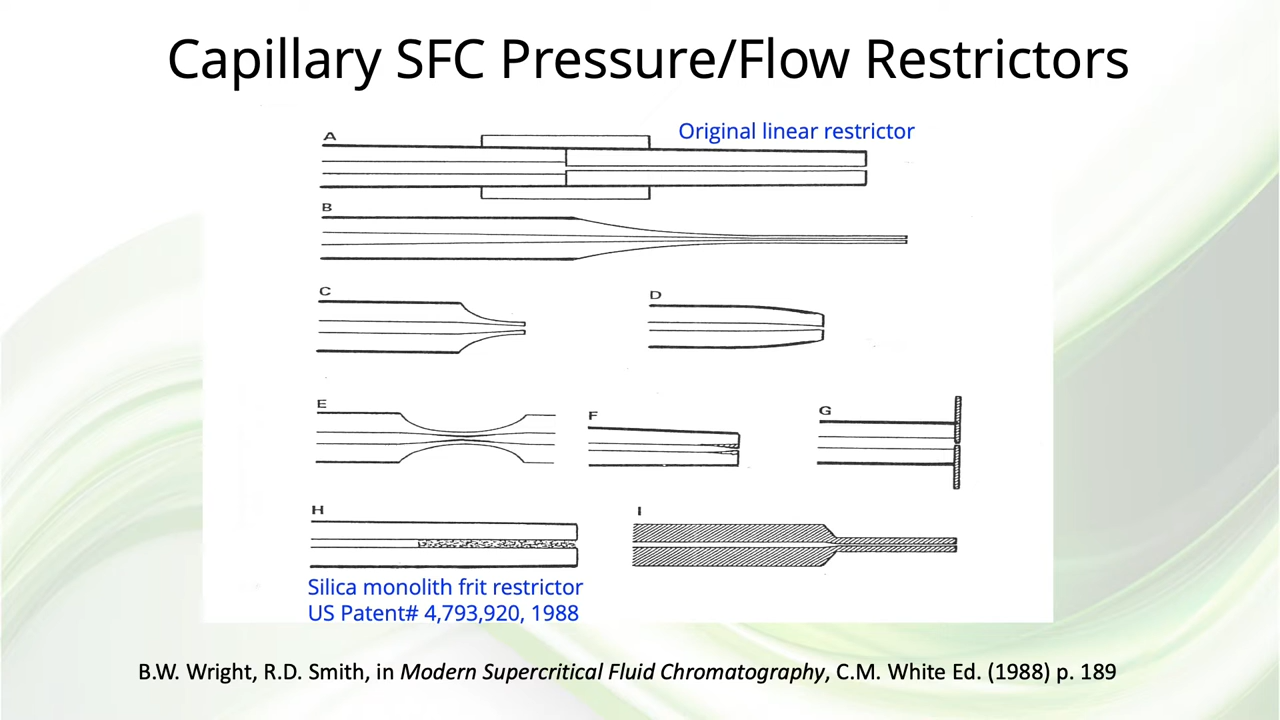 Capillary SFC Pressure/Flow Restrictors
A
Original linear restrictor
B
C
D
E
F
G
H
I
Silica monolith frit restrictor
US Patent# 4,793,920, 1988
B.W. Wright, R.D. Smith, in Modern Supercritical Fluid Chromatography, C.M. White Ed. (1988) p. 189